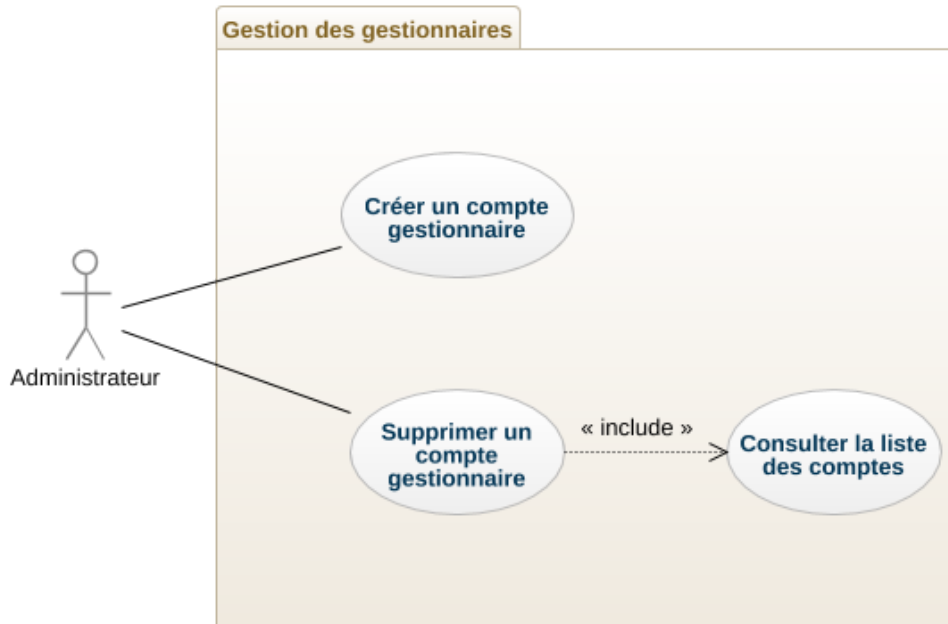 Gestion des gestionnaires
Créer un compte
gestionnaire
Administrateur
Supprimer un
compte
gestionnaire
« include »
Consulter la liste
des comptes